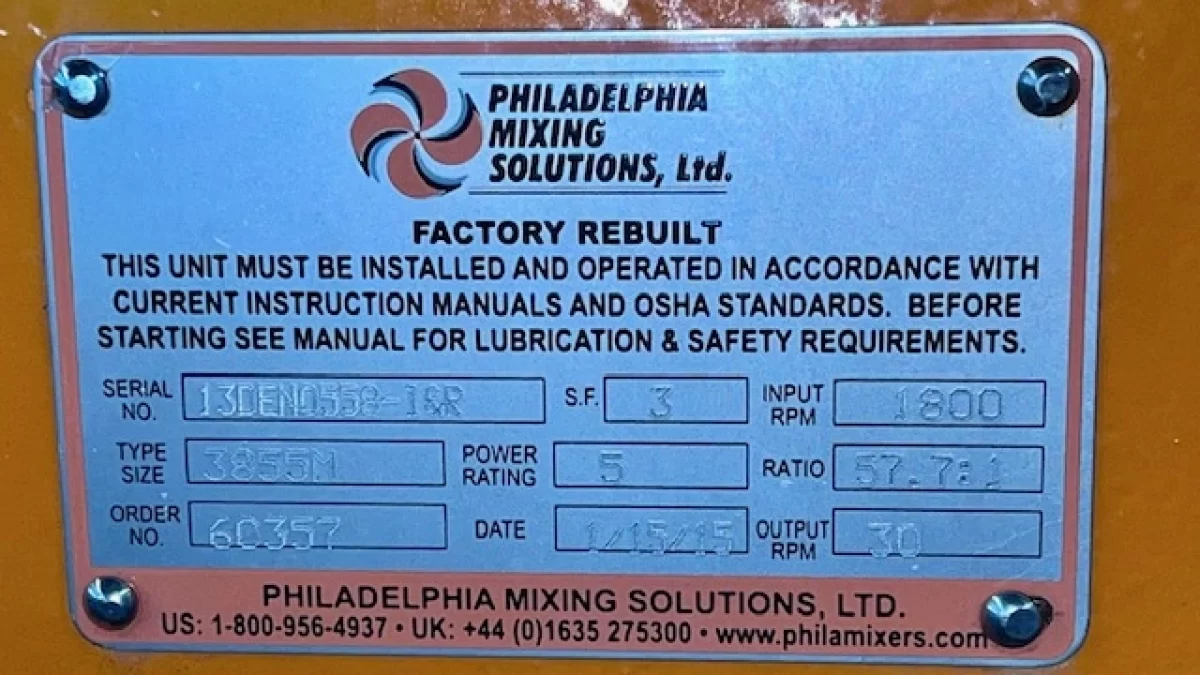 PHILADELPHIA
MIXING
SOLUTIONS, Ltd.
FACTORY REBUILT
THIS UNIT MUST BE INSTALLED AND OPERATED IN ACCORDANCE WITH
CURRENT INSTRUCTION MANUALS AND OSHA STANDARDS. BEFORE
STARTING SEE MANUAL FOR LUBRICATION & SAFETY REQUIREMENTS.
SERIAL NO. 13DEN0558-1&R S.F. 3 INPUT RPM 1800
TYPE SIZE 3855M POWER RATING 5 RATIO 57.7:1
ORDER NO. 60357 DATE 1/15/15 OUTPUT RPM 30
PHILADELPHIA MIXING SOLUTIONS, LTD.
US: 1-800-956-4937 • UK: +44 (0)1635 275300 • www.philamixers.com